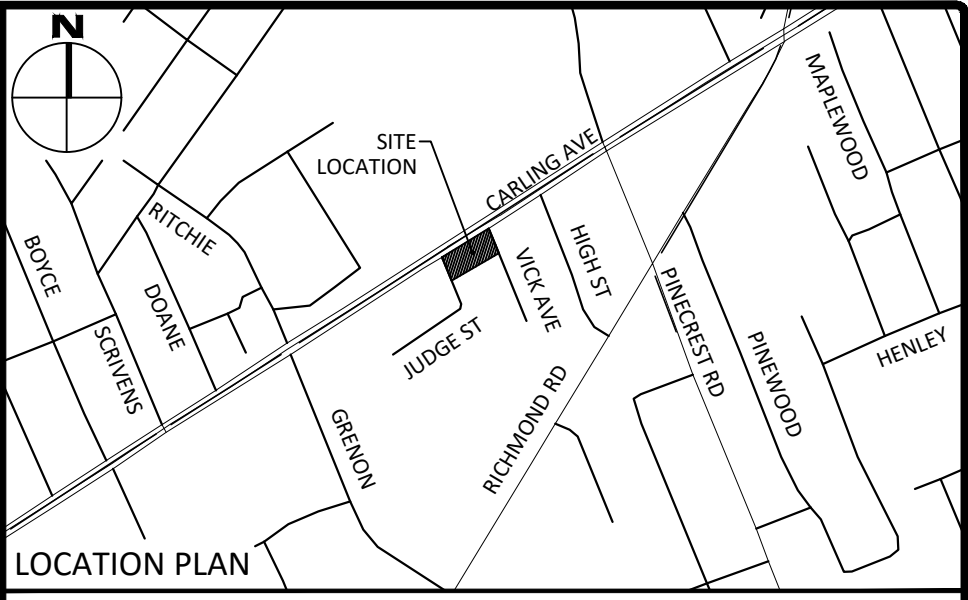 N
SITE
LOCATION
CARLING AVE
MAPLEWOOD
RITCHIE
BOYCE
DOANE
SCRIVENS
HIGH ST
VICK AVE
JUDGE ST
PINECREST RD
PINEWOOD
HENLEY
RICHMOND RD
GRENON
LOCATION PLAN